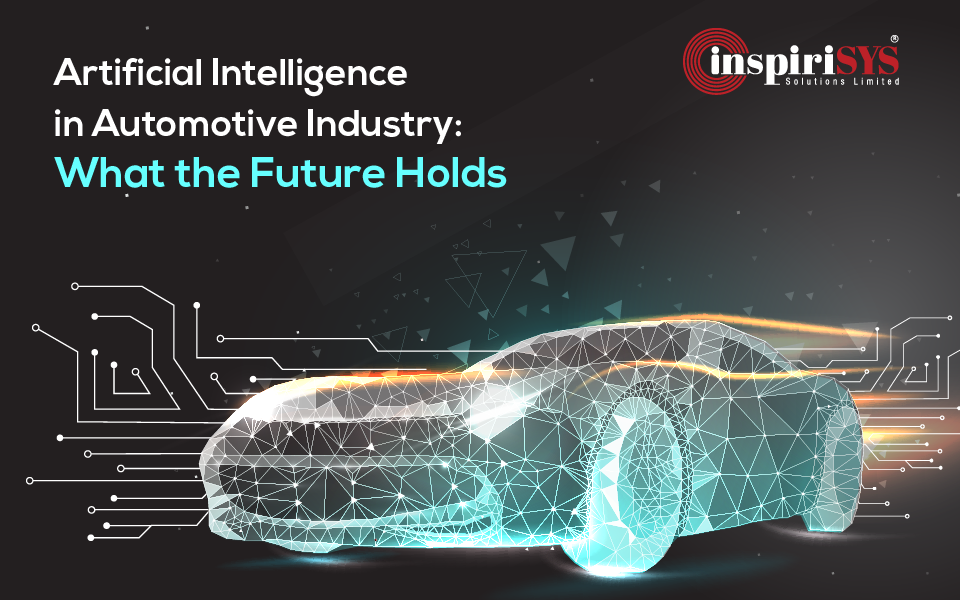 Artificial Intelligence
in Automotive Industry:
What the Future Holds
inspiriSYS®
Solutions Limited